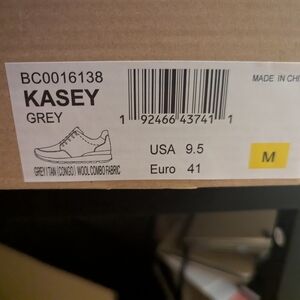 BC0016138
KASEY
GREY
1 92466 43741 1
MADE IN CHI
USA 9.5
Euro 41
M
GREY/TAN (CONGO) WOOL COMBO FABRIC